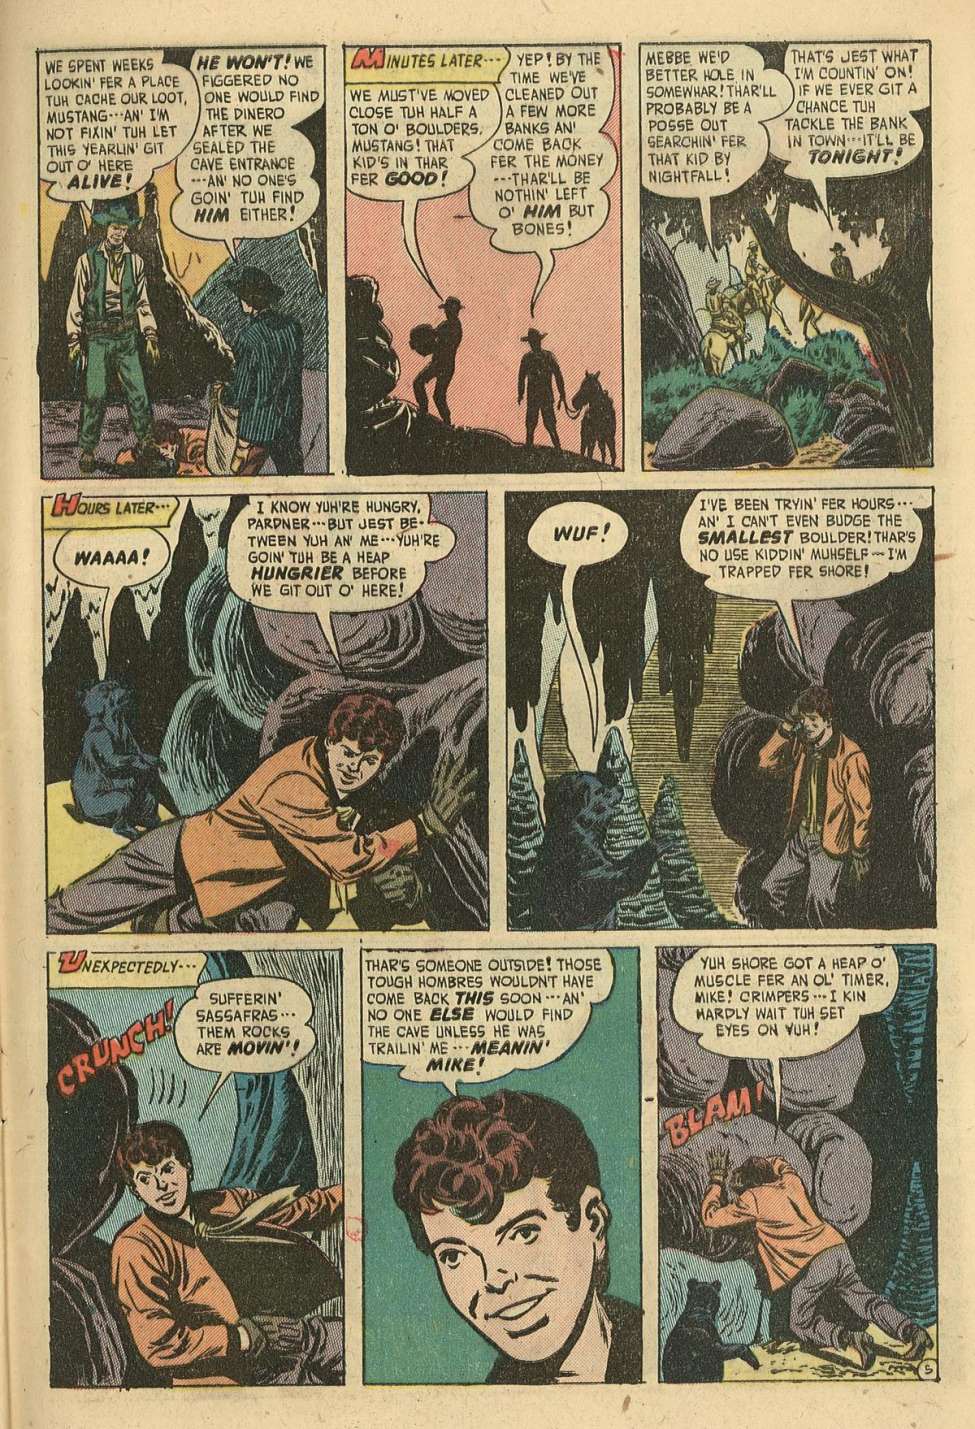 WE SPENT WEEKS
LOOKIN' FER A PLACE
TUH CACHE OUR LOOT,
MUSTANG---AN' I'M
NOT FIXIN' TUH LET
THIS YEARLIN' GIT
OUT O' HERE
ALIVE!
HE WON'T! WE
FIGGERED NO
ONE WOULD FIND
THE DINERO
AFTER WE
SEALED THE
CAVE ENTRANCE
---AN' NO ONE'S
GOIN' TUH FIND
HIM EITHER!
MINUTES LATER---
WE MUST'VE MOVED
CLOSE TUH HALF A
TON O' BOULDERS,
MUSTANG! THAT
KID'S IN THAR
FER GOOD!
YEP! BY THE
TIME WE'VE
CLEANED OUT
A FEW MORE
BANKS AN'
COME BACK
FER THE MONEY
---THAR'LL BE
NOTHIN' LEFT
O' HIM BUT
BONES!
MEBBE WE'D
BETTER HOLE IN
SOMEWHAR! THAR'LL
PROBABLY BE A
POSSE OUT
SEARCHIN' FER
THAT KID BY
NIGHTFALL!
THAT'S JEST WHAT
I'M COUNTIN' ON!
IF WE EVER GIT A
CHANCE TUH
TACKLE THE BANK
IN TOWN---IT'LL BE
TONIGHT!
HOURS LATER---
WAAAA!
I KNOW YUH'RE HUNGRY,
PARDNER---BUT JEST BE-
TWEEN YUH AN' ME---YUH'RE
GOIN' TUH BE A HEAP
HUNGRIER BEFORE
WE GIT OUT O' HERE!
WUF!
I'VE BEEN TRYIN' FER HOURS---
AN' I CAN'T EVEN BUDGE THE
SMALLEST BOULDER! THAR'S
NO USE KIDDIN' MUHSELF--I'M
TRAPPED FER SHORE!
UNEXPECTEDLY---
CRUNCH!
SUFFERIN'
SASSAFRAS---
THEM ROCKS
ARE MOVIN'!
THAR'S SOMEONE OUTSIDE! THOSE
TOUGH HOMBRES WOULDN'T HAVE
COME BACK THIS SOON---AN'
NO ONE ELSE WOULD FIND
THE CAVE UNLESS HE WAS
TRAILIN' ME---MEANIN'
MIKE!
YUH SHORE GOT A HEAP O'
MUSCLE FER AN OL' TIMER,
MIKE! CRIMPERS---I KIN
HARDLY WAIT TUH SET
EYES ON YUH!
BLAM!
5